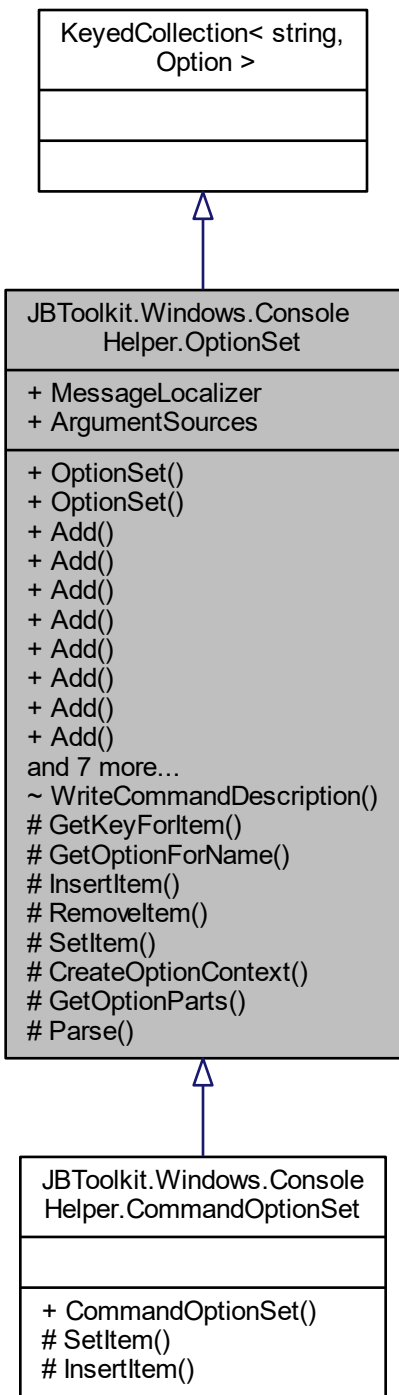 KeyedCollection< string,
Option >
JBToolkit.Windows.Console
Helper.OptionSet
+ MessageLocalizer
+ ArgumentSources
+ OptionSet()
+ OptionSet()
+ Add()
+ Add()
+ Add()
+ Add()
+ Add()
+ Add()
+ Add()
+ Add()
and 7 more...
~ WriteCommandDescription()
# GetKeyForItem()
# GetOptionForName()
# InsertItem()
# RemoveItem()
# SetItem()
# CreateOptionContext()
# GetOptionParts()
# Parse()
JBToolkit.Windows.Console
Helper.CommandOptionSet
+ CommandOptionSet()
# SetItem()
# InsertItem()